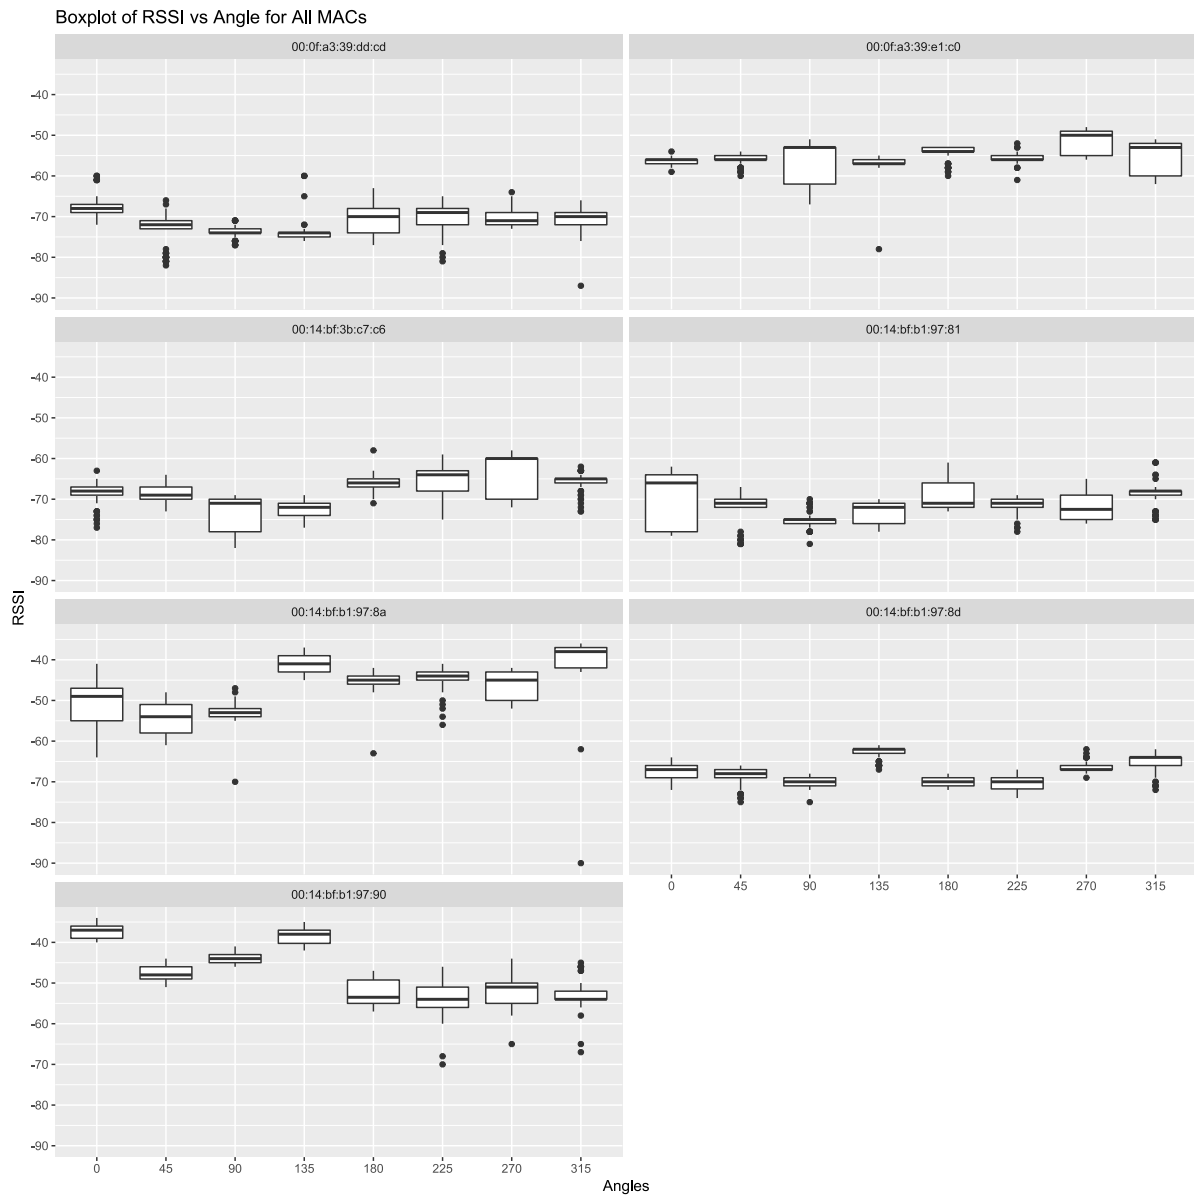 Boxplot of RSSI vs Angle for All MACs
00:0f:a3:39:dd:cd
00:0f:a3:39:e1:c0
-40
-50
-60
-70
-80
-90
00:14:bf:3b:c7:c6
00:14:bf:b1:97:81
-40
-50
-60
-70
-80
-90
RSSI
00:14:bf:b1:97:8a
00:14:bf:b1:97:8d
-40
-50
-60
-70
-80
-90
0 45 90 135 180 225 270 315
00:14:bf:b1:97:90
-40
-50
-60
-70
-80
-90
0 45 90 135 180 225 270 315
Angles